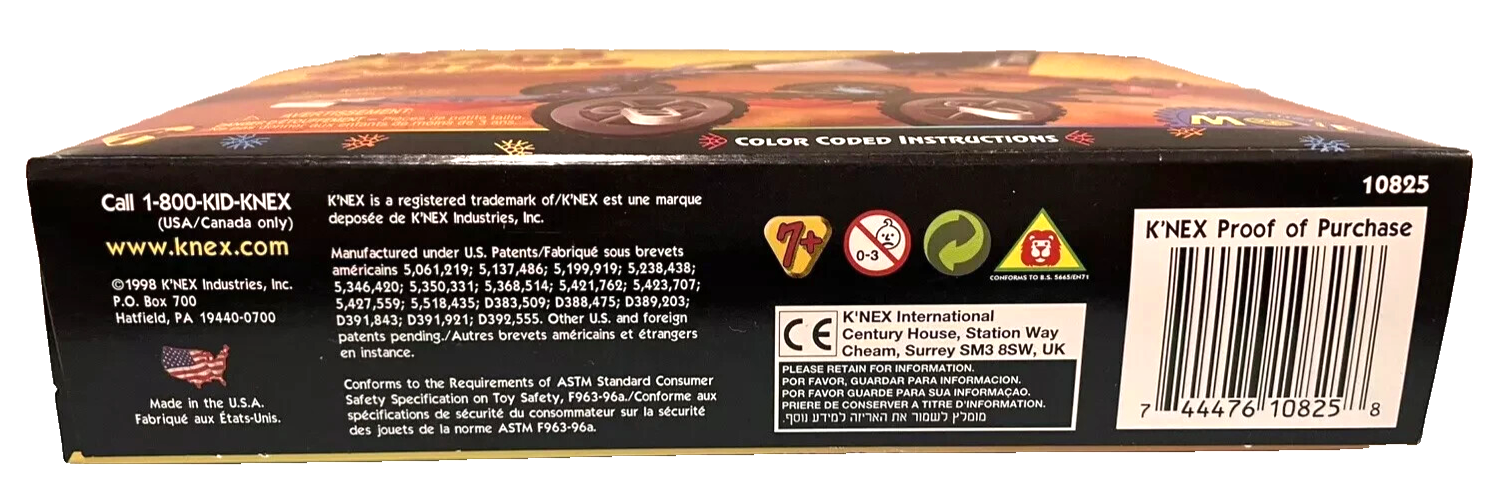 AVERTISSEMENT:
Pièces de petite taille.
enfants de moins de 3 ans.
COLOR CODED INSTRUCTIONS
Call 1-800-KID-KNEX
(USA/Canada only)
www.knex.com
©1998 K'NEX Industries, Inc.
P.O. Box 700
Hatfield, PA 19440-0700
Made in the U.S.A.
Fabriqué aux États-Unis.
K'NEX is a registered trademark of/K'NEX est une marque
deposée de K'NEX Industries, Inc.
Manufactured under U.S. Patents/Fabriqué sous brevets
américains 5,061,219; 5,137,486; 5,199,919; 5,238,438;
5,346,420; 5,350,331; 5,368,514; 5,421,762; 5,423,707;
5,427,559; 5,518,435; D383,509; D388,475; D389,203;
D391,843; D391,921; D392,555. Other U.S. and foreign
patents pending./Autres brevets américains et étrangers
en instance.
Conforms to the Requirements of ASTM Standard Consumer
Safety Specification on Toy Safety, F963-96a./Conforme aux
spécifications de sécurité du consommateur sur la sécurité
des jouets de la norme ASTM F963-96a.
7+
0-3
CONFORMS TO B.S. 5665/EN71
CE
K'NEX International
Century House, Station Way
Cheam, Surrey SM3 8SW, UK
PLEASE RETAIN FOR INFORMATION.
POR FAVOR, GUARDAR PARA INFORMACION.
POR FAVOR GUARDE PARA SUA INFORMAÇAO.
PRIERE DE CONSERVER A TITRE D'INFORMATION.
מומלץ לשמור את האריזה למידע נוסף.
10825
K'NEX Proof of Purchase
7 44476 10825 8